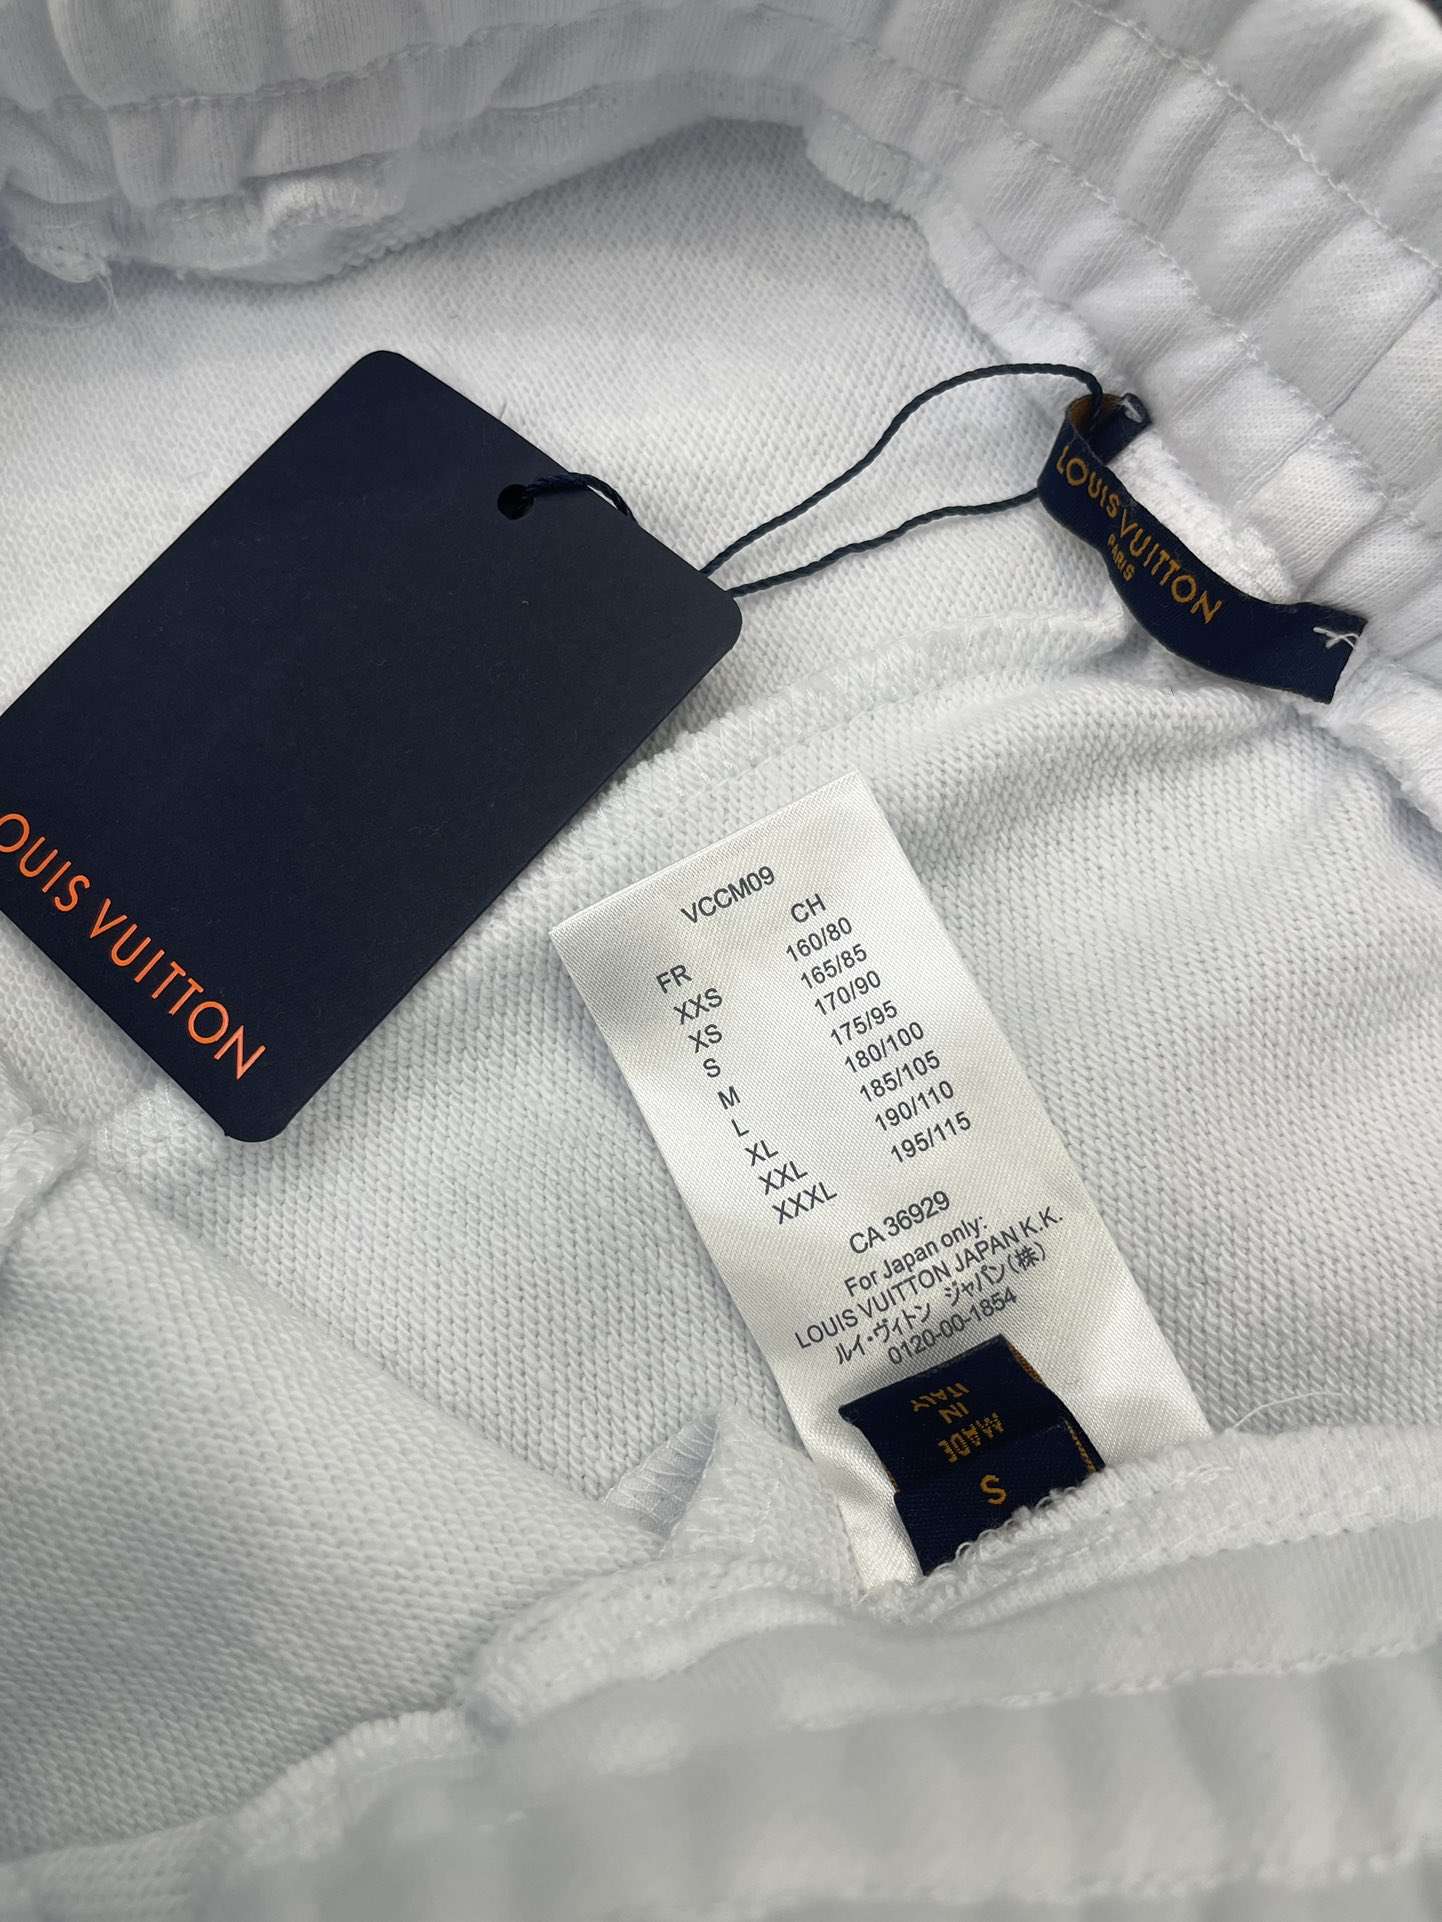 LOUIS VUITTON
PARIS
OUIS VUITTON
VCCM09
FR CH
XXS 160/80
XS 165/85
S 170/90
M 175/95
L 180/100
XL 185/105
XXL 190/110
XXXL 195/115
CA 36929
For Japan only:
LOUIS VUITTON JAPAN K.K.
ルイ・ヴィトン ジャパン(株)
0120-00-1854
MADE
IN
ITALY
S